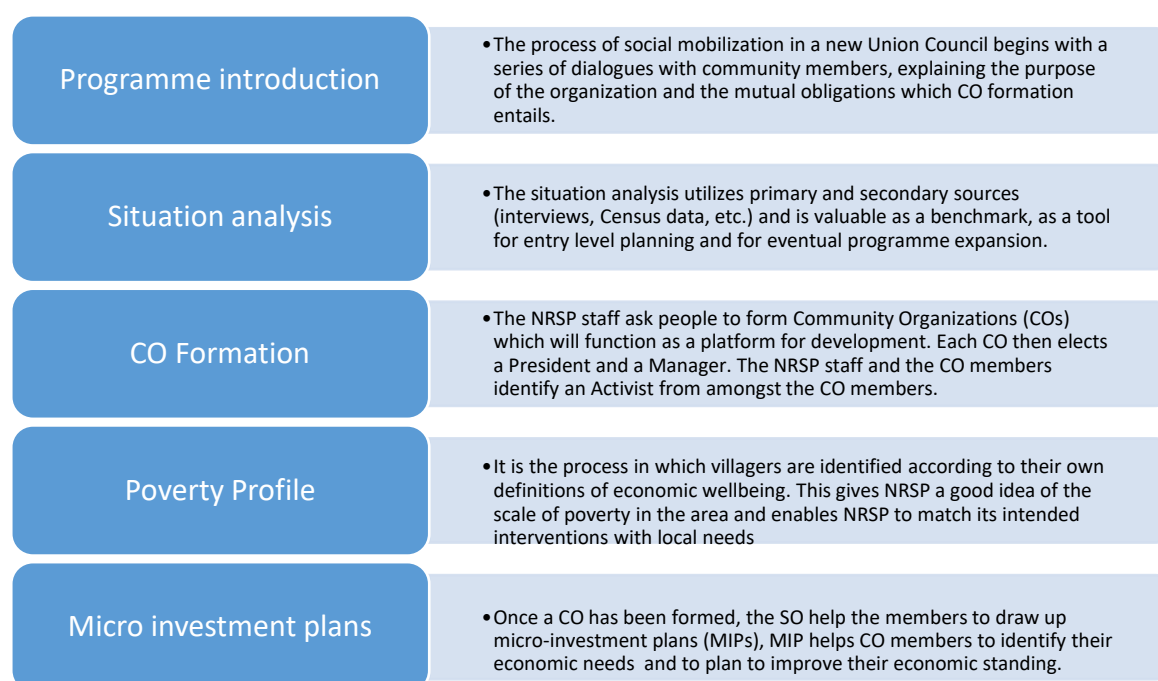 Programme introduction
•The process of social mobilization in a new Union Council begins with a
series of dialogues with community members, explaining the purpose
of the organization and the mutual obligations which CO formation
entails.
Situation analysis
•The situation analysis utilizes primary and secondary sources
(interviews, Census data, etc.) and is valuable as a benchmark, as a tool
for entry level planning and for eventual programme expansion.
CO Formation
•The NRSP staff ask people to form Community Organizations (COs)
which will function as a platform for development. Each CO then elects
a President and a Manager. The NRSP staff and the CO members
identify an Activist from amongst the CO members.
Poverty Profile
•It is the process in which villagers are identified according to their own
definitions of economic wellbeing. This gives NRSP a good idea of the
scale of poverty in the area and enables NRSP to match its intended
interventions with local needs
Micro investment plans
•Once a CO has been formed, the SO help the members to draw up
micro-investment plans (MIPs), MIP helps CO members to identify their
economic needs and to plan to improve their economic standing.